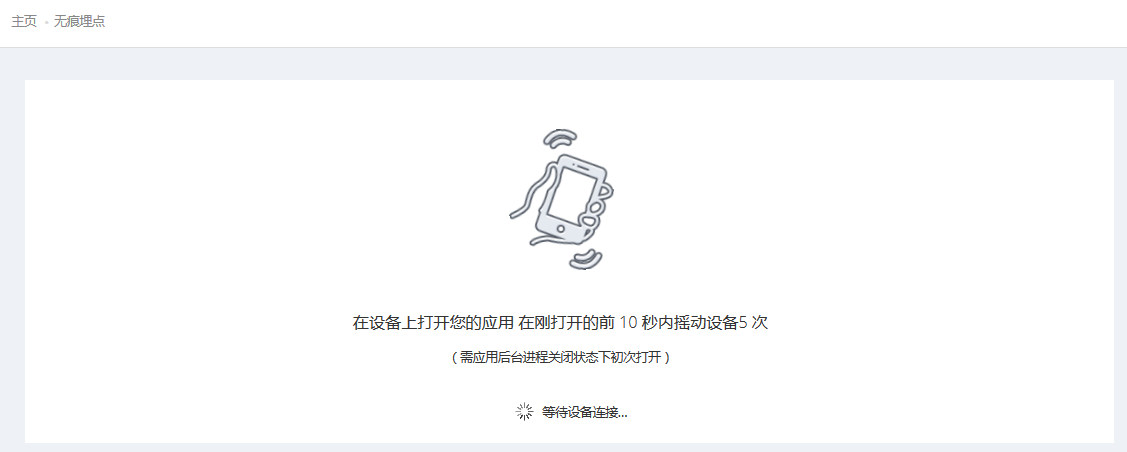 主页 • 无痕埋点
在设备上打开您的应用 在刚打开的前 10 秒内摇动设备5 次
（需应用后台进程关闭状态下初次打开）
等待设备连接...